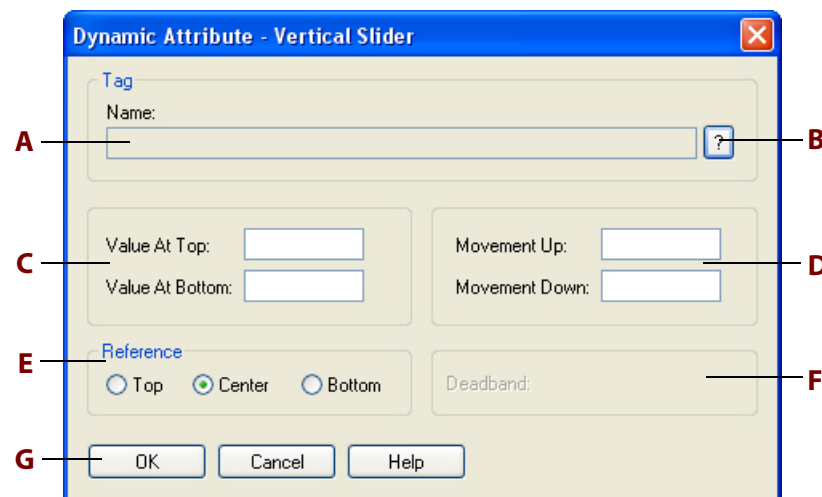 Dynamic Attribute - Vertical Slider
Tag
Name:
A
?
B
Value At Top:
Movement Up:
C
D
Value At Bottom:
Movement Down:
Reference
E
Top Center Bottom
Deadband:
F
G
OK Cancel Help